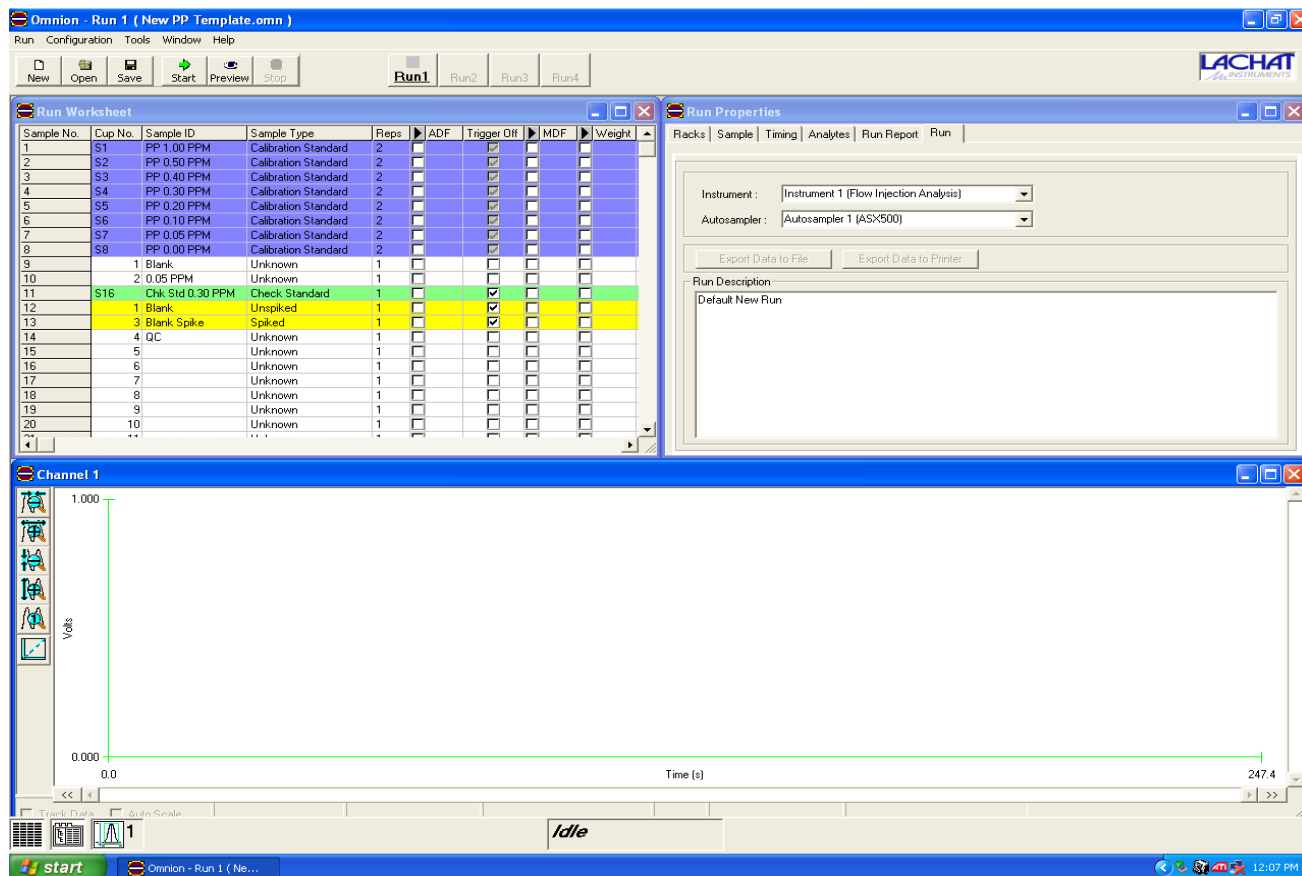 Omnion - Run 1 ( New PP Template.omn )
Run Configuration Tools Window Help
New Open Save Start Preview Stop Run1 Run2 Run3 Run4
LACHAT
INSTRUMENTS
Run Worksheet
Sample No. Cup No. Sample ID Sample Type Reps ADF Trigger Off MDF Weight
1 S1 PP 1.00 PPM Calibration Standard 2
2 S2 PP 0.50 PPM Calibration Standard 2
3 S3 PP 0.40 PPM Calibration Standard 2
4 S4 PP 0.30 PPM Calibration Standard 2
5 S5 PP 0.20 PPM Calibration Standard 2
6 S6 PP 0.10 PPM Calibration Standard 2
7 S7 PP 0.05 PPM Calibration Standard 2
8 S8 PP 0.00 PPM Calibration Standard 2
9 1 Blank Unknown 1
10 2 0.05 PPM Unknown 1
11 S16 Chk Std 0.30 PPM Check Standard 1
12 1 Blank Unspiked 1
13 3 Blank Spike Spiked 1
14 4 QC Unknown 1
15 5 Unknown 1
16 6 Unknown 1
17 7 Unknown 1
18 8 Unknown 1
19 9 Unknown 1
20 10 Unknown 1
Run Properties
Racks Sample Timing Analytes Run Report Run
Instrument : Instrument 1 (Flow Injection Analysis)
Autosampler : Autosampler 1 (ASX500)
Export Data to File Export Data to Printer
Run Description
Default New Run
Channel 1
1.000
Volts
0.000
0.0 Time (s) 247.4
<< >>
Track Data Auto Scale
1 Idle
start Omnion - Run 1 ( Ne... 12:07 PM